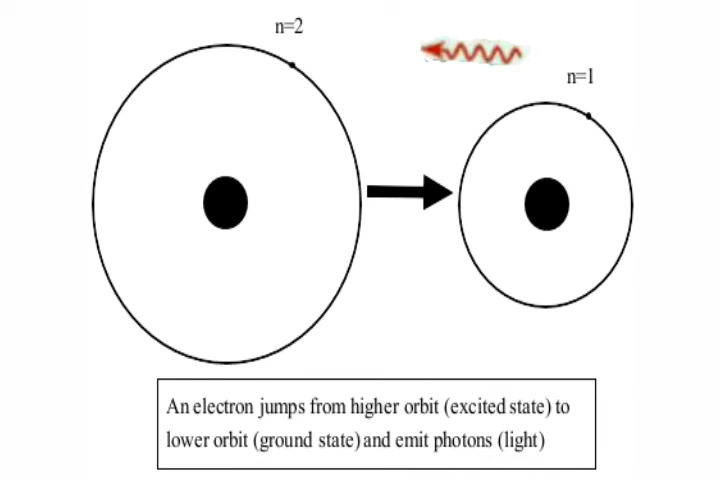 n=2
n=1
An electron jumps from higher orbit (excited state) to
lower orbit (ground state) and emit photons (light)